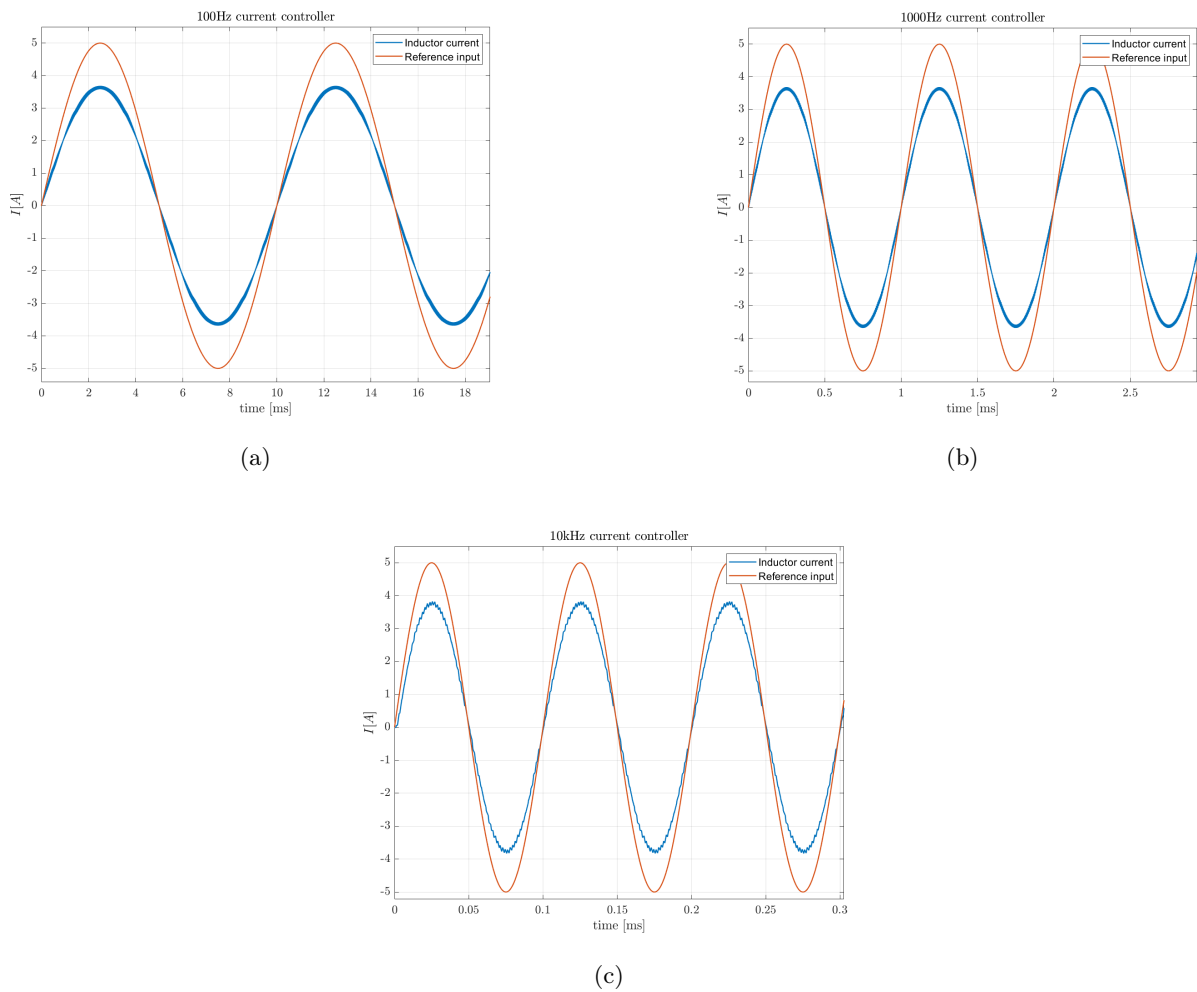 100Hz current controller
Inductor current
Reference input
5
4
3
2
1
0
-1
-2
-3
-4
-5
I[A]
0 2 4 6 8 10 12 14 16 18
time [ms]
(a)
1000Hz current controller
Inductor current
Reference input
5
4
3
2
1
0
-1
-2
-3
-4
-5
I[A]
0 0.5 1 1.5 2 2.5
time [ms]
(b)
10kHz current controller
Inductor current
Reference input
5
4
3
2
1
0
-1
-2
-3
-4
-5
I[A]
0 0.05 0.1 0.15 0.2 0.25 0.3
time [ms]
(c)